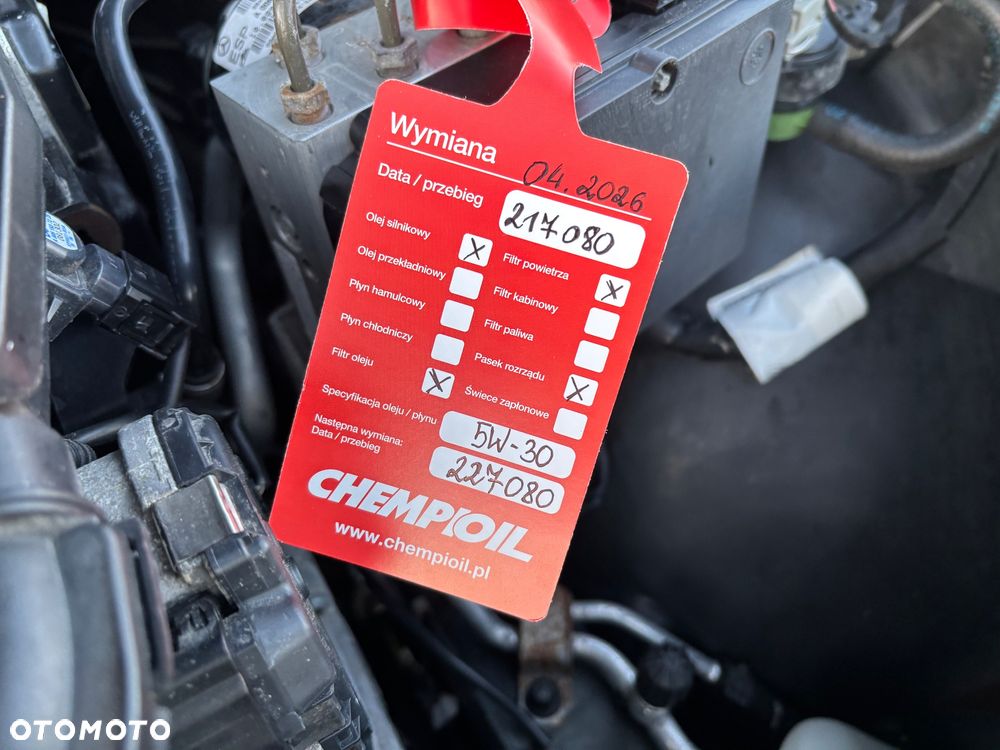 Wymiana
04.2026
Data / przebieg
217080
Olej silnikowy X
Filtr powietrza X
Olej przekładniowy
Filtr kabinowy
Płyn hamulcowy
Filtr paliwa
Płyn chłodniczy
Pasek rozrządu X
Filtr oleju X
Świece zapłonowe
Specyfikacja oleju / płynu
5W-30
Następna wymiana:
Data / przebieg
227080
CHEMPIOIL
www.chempioil.pl
ESP
OTOMOTO